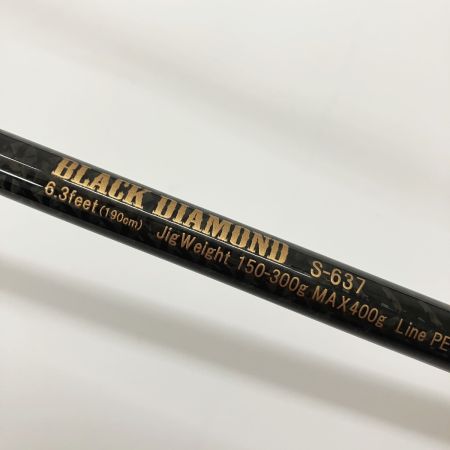 BLACK DIAMOND S-637
6.3feet(190cm) JigWeight 150-300g MAX400g Line PE